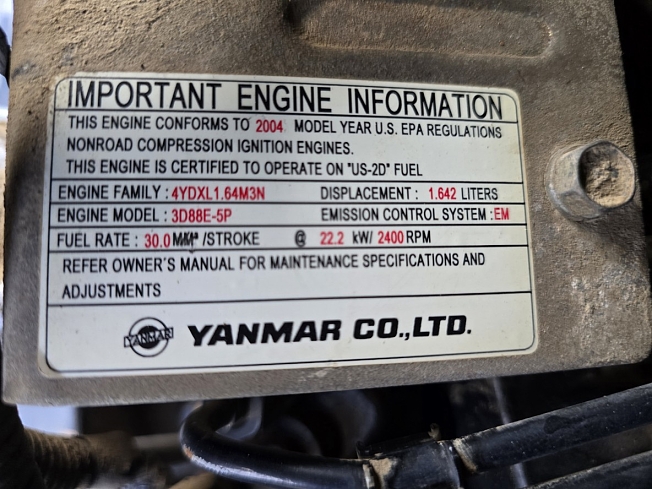 IMPORTANT ENGINE INFORMATION
THIS ENGINE CONFORMS TO 2004 MODEL YEAR U.S. EPA REGULATIONS
NONROAD COMPRESSION IGNITION ENGINES.
THIS ENGINE IS CERTIFIED TO OPERATE ON "US-2D" FUEL
ENGINE FAMILY : 4YDXL1.64M3N DISPLACEMENT : 1.642 LITERS
ENGINE MODEL : 3D88E-5P EMISSION CONTROL SYSTEM : EM
FUEL RATE : 30.0 /STROKE @ 22.2 kW/ 2400 RPM
REFER OWNER'S MANUAL FOR MAINTENANCE SPECIFICATIONS AND
ADJUSTMENTS
YANMAR YANMAR CO.,LTD.